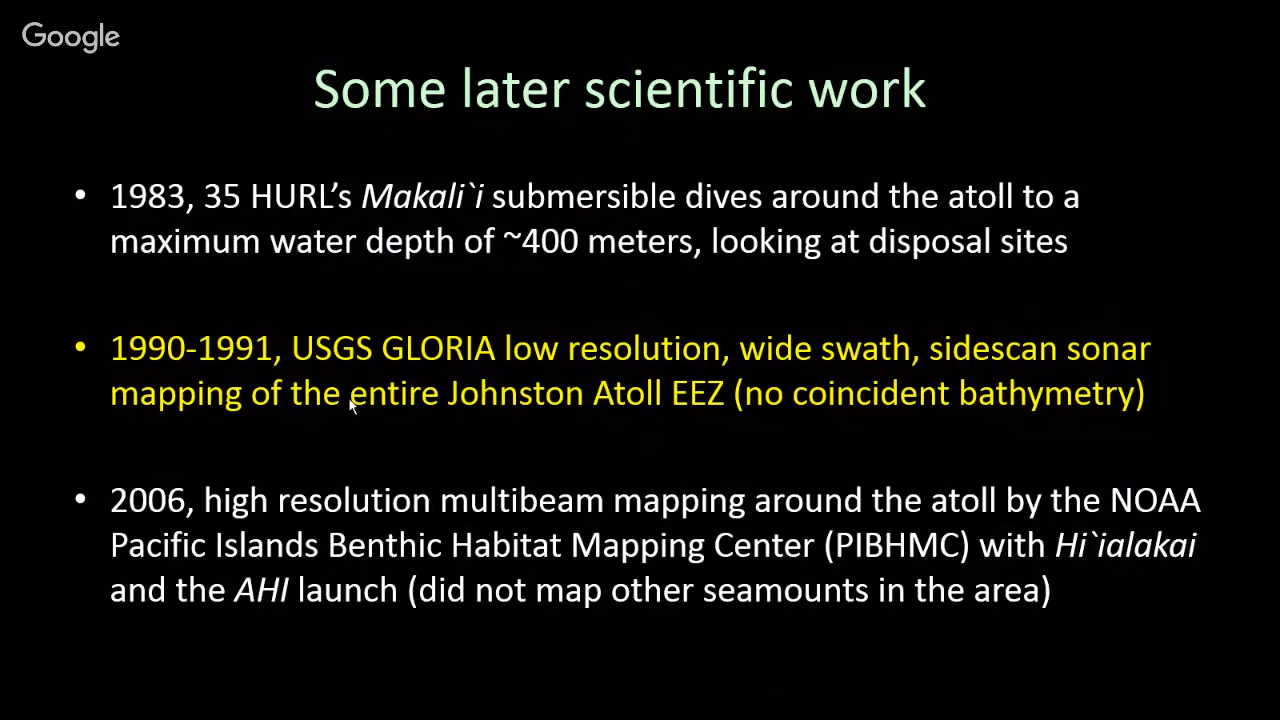 Google
Some later scientific work
• 1983, 35 HURL’s Makali`i submersible dives around the atoll to a
maximum water depth of ~400 meters, looking at disposal sites
• 1990-1991, USGS GLORIA low resolution, wide swath, sidescan sonar
mapping of the entire Johnston Atoll EEZ (no coincident bathymetry)
• 2006, high resolution multibeam mapping around the atoll by the NOAA
Pacific Islands Benthic Habitat Mapping Center (PIBHMC) with Hi`ialakai
and the AHI launch (did not map other seamounts in the area)